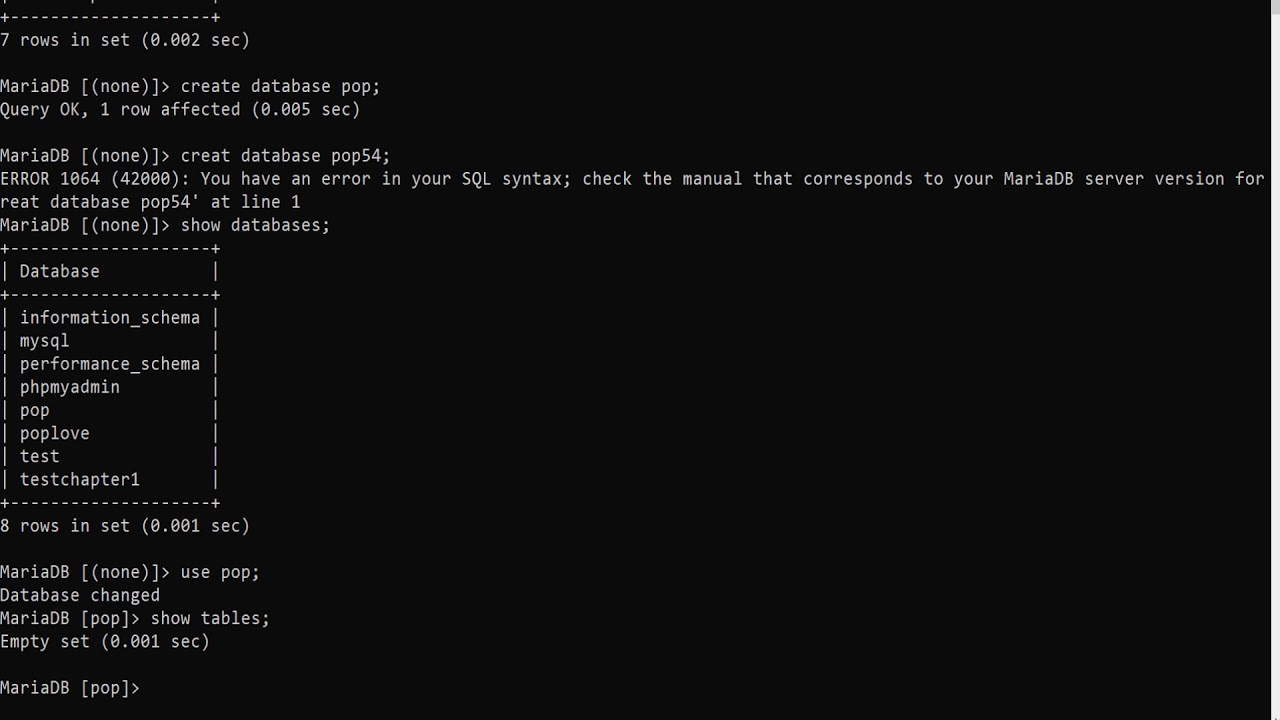 +--------------------+
7 rows in set (0.002 sec)
MariaDB [(none)]> create database pop;
Query OK, 1 row affected (0.005 sec)
MariaDB [(none)]> creat database pop54;
ERROR 1064 (42000): You have an error in your SQL syntax; check the manual that corresponds to your MariaDB server version for
reat database pop54' at line 1
MariaDB [(none)]> show databases;
+--------------------+
| Database           |
+--------------------+
| information_schema |
| mysql              |
| performance_schema |
| phpmyadmin         |
| pop                |
| poplove            |
| test               |
| testchapter1       |
+--------------------+
8 rows in set (0.001 sec)
MariaDB [(none)]> use pop;
Database changed
MariaDB [pop]> show tables;
Empty set (0.001 sec)
MariaDB [pop]>